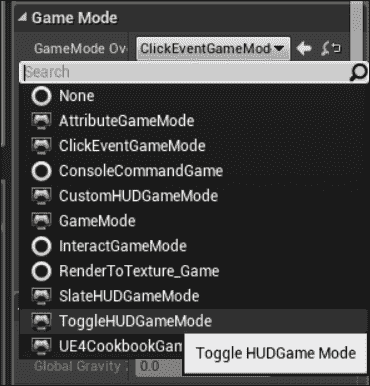 Game Mode
GameMode Ov
ClickEventGameMod
Search
None
AttributeGameMode
ClickEventGameMode
ConsoleCommandGame
CustomHUDGameMode
GameMode
InteractGameMode
RenderToTexture_Game
SlateHUDGameMode
ToggleHUDGameMode
UE4CookbookGam
Toggle HUDGame Mode
Global Gravity
0.0